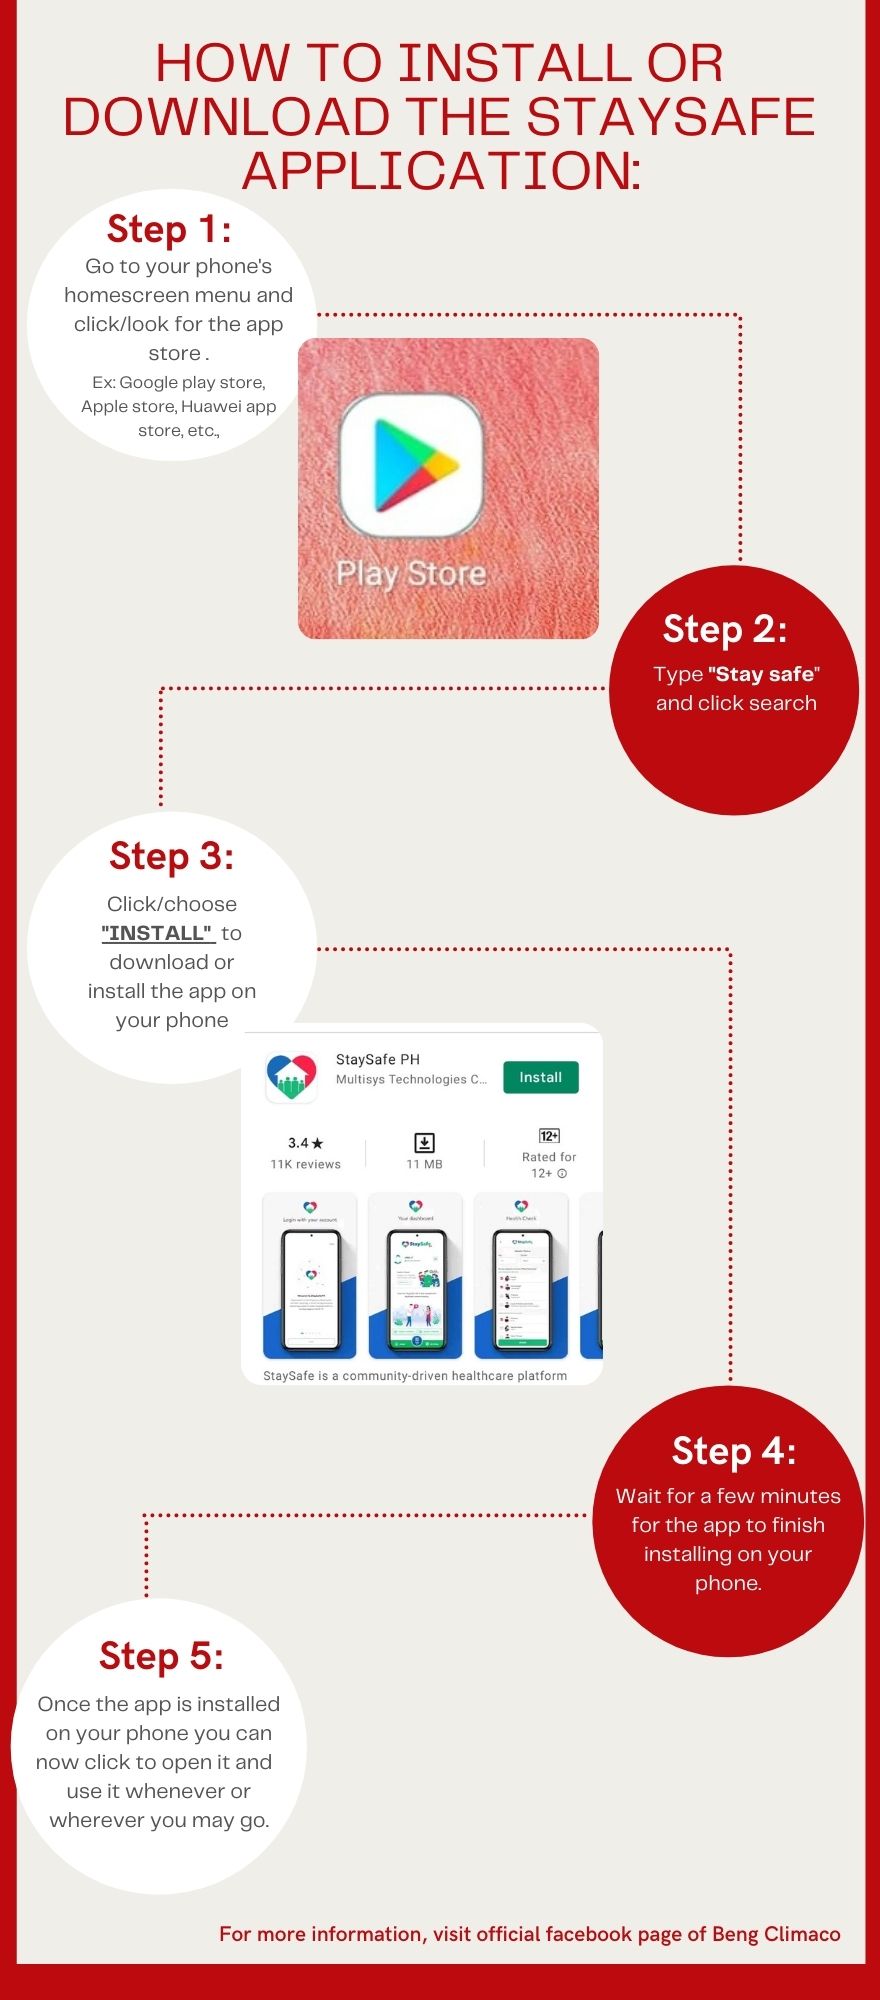 HOW TO INSTALL OR
DOWNLOAD THE STAYSAFE
APPLICATION:
Step 1:
Go to your phone's
homescreen menu and
click/look for the app
store .
Ex: Google play store,
Apple store, Huawei app
store, etc.,
Play Store
Step 2:
Type "Stay safe"
and click search
Step 3:
Click/choose
"INSTALL" to
download or
install the app on
your phone
StaySafe PH
Multisys Technologies C...
Install
3.4★
11K reviews
11 MB
12+
Rated for
12+
Login with your account
Your dashboard
Health Check
StaySafe
StaySafe is a community-driven healthcare platform
Step 4:
Wait for a few minutes
for the app to finish
installing on your
phone.
Step 5:
Once the app is installed
on your phone you can
now click to open it and
use it whenever or
wherever you may go.
For more information, visit official facebook page of Beng Climaco